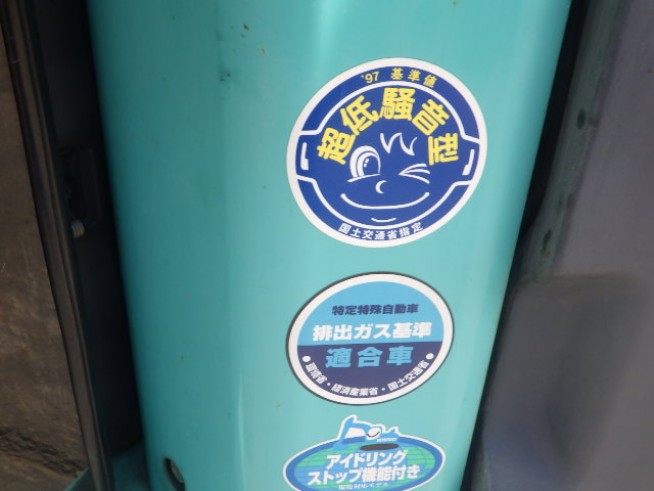 '97 基準値
超低騒音型
国土交通省指定
特定特殊自動車
排出ガス基準
適合車
環境省・経済産業省・国土交通省
アイドリング
ストップ機能付き